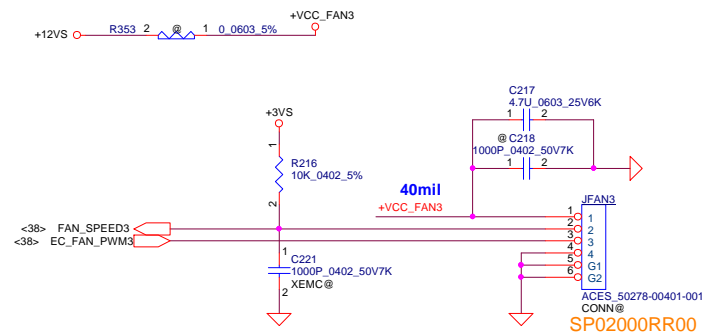 +12VS R353 2 @ 1 0_0603_5% +VCC_FAN3
C217
4.7U_0603_25V6K
1 2
+3VS
@ C218
1000P_0402_50V7K
1 2
1
R216
10K_0402_5%
2
40mil
+VCC_FAN3
JFAN3
1 1
<38> FAN_SPEED3 2 2
<38> EC_FAN_PWM3 3 3
4 4
5 G1
6 G2
1
C221
1000P_0402_50V7K
XEMC@
2
ACES_50278-00401-001
CONN@
SP02000RR00